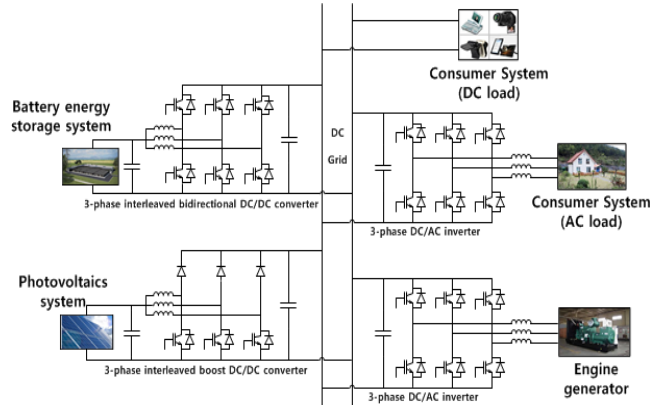 Consumer System
(DC load)
Battery energy
storage system
DC
Grid
3-phase interleaved bidirectional DC/DC converter
Consumer System
(AC load)
3-phase DC/AC inverter
Photovoltaics
system
3-phase interleaved boost DC/DC converter
Engine
generator
3-phase DC/AC inverter